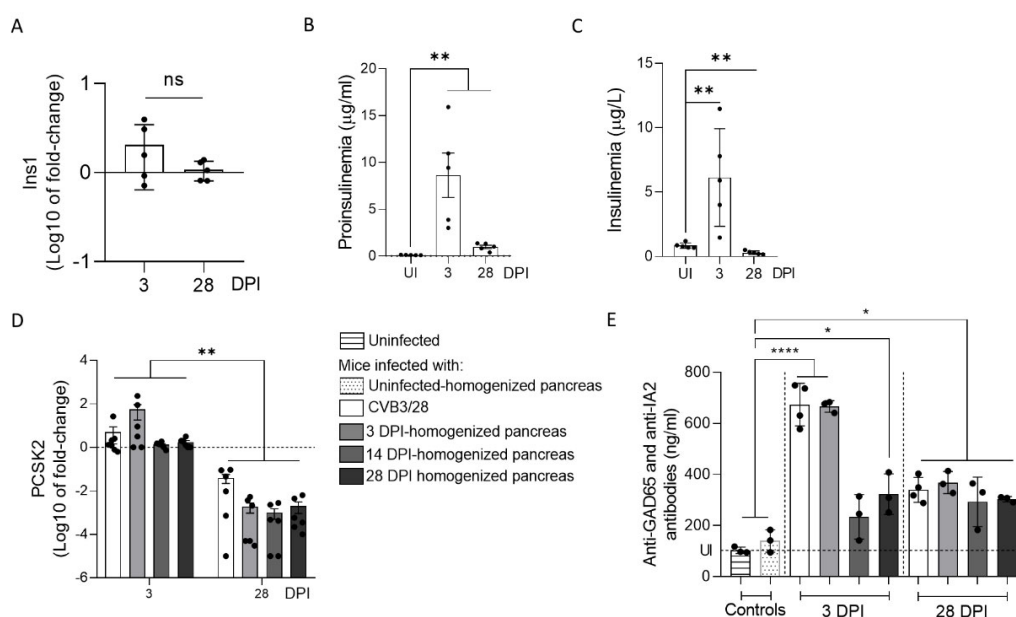 A
Ins1
(Log10 of fold-change)
1
0
-1
ns
3 28 DPI
B
Proinsulinemia (µg/ml)
20
15
10
5
0
**
UI 3 28 DPI
C
Insulinemia (µg/L)
15
10
5
0
**
**
UI 3 28 DPI
D
PCSK2
(Log10 of fold-change)
4
2
0
-2
-4
-6
**
3 28 DPI
Uninfected
Mice infected with:
Uninfected-homogenized pancreas
CVB3/28
3 DPI-homogenized pancreas
14 DPI-homogenized pancreas
28 DPI homogenized pancreas
E
Anti-GAD65 and anti-IA2
antibodies (ng/ml)
800
600
400
200
UI
0
*
*
****
Controls 3 DPI 28 DPI